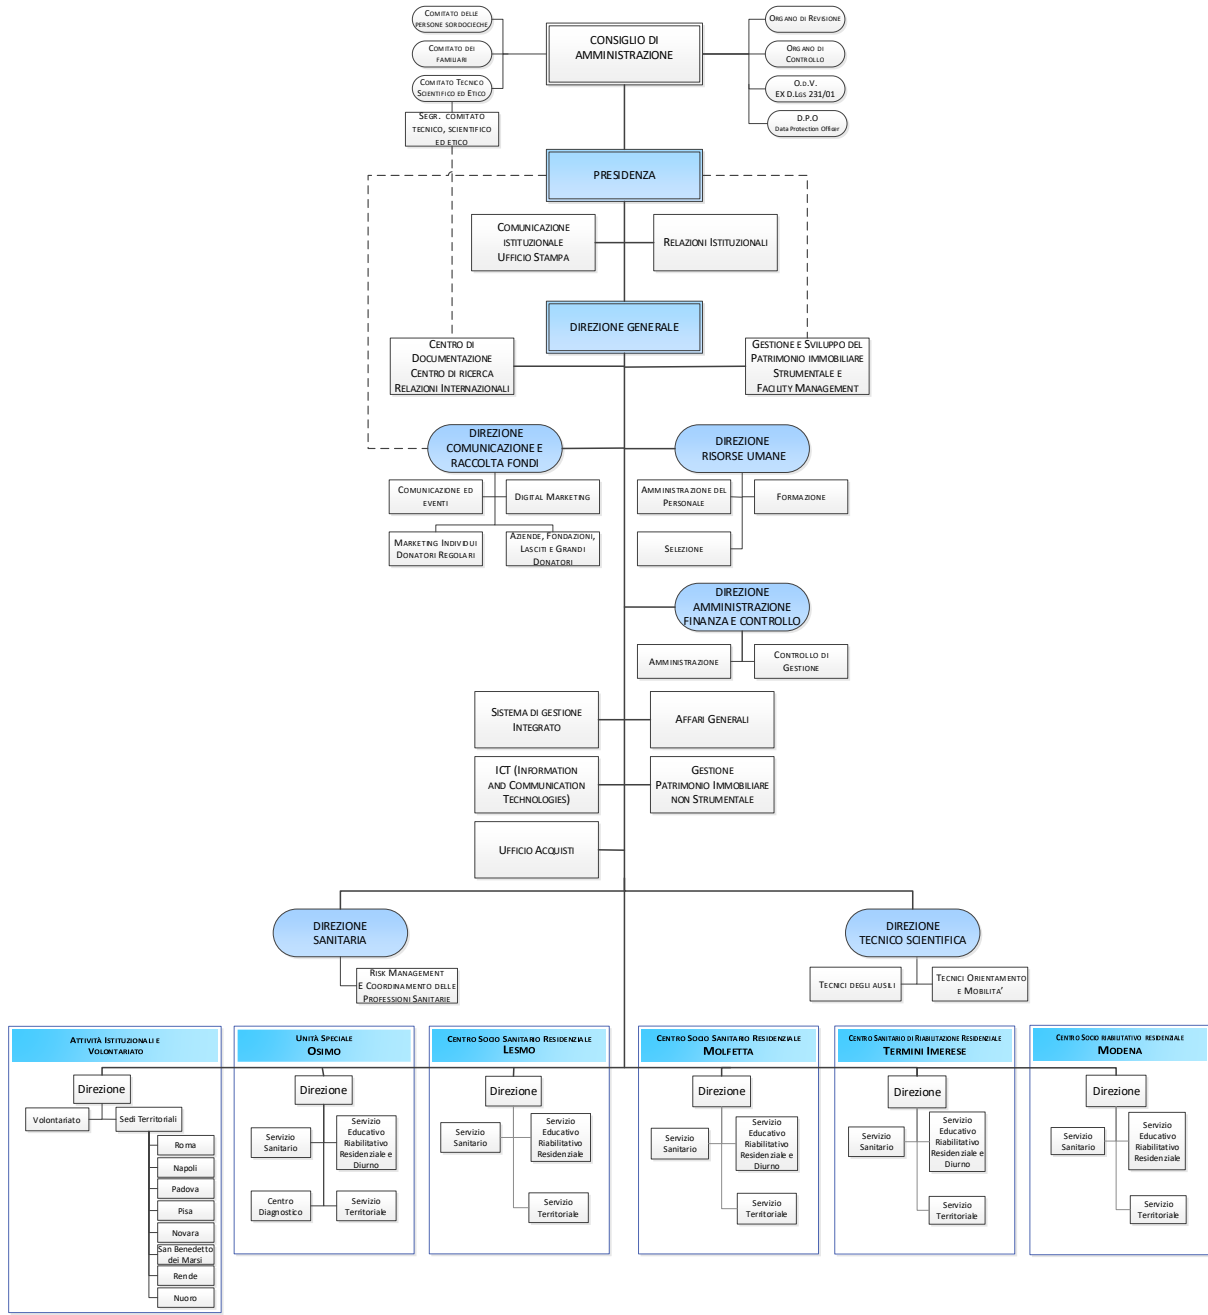 Comitato delle
persone sordocieche
Comitato dei
familiari
Comitato Tecnico
Scientifico ed Etico
Segr. comitato
tecnico, scientifico
ed etico
CONSIGLIO DI
AMMINISTRAZIONE
Organo di Revisione
Organo di
Controllo
O.d.V.
ex D.Lgs 231/01
D.P.O
Data Protection Officer
PRESIDENZA
Comunicazione
istituzionale
Ufficio Stampa
Relazioni Istituzionali
DIREZIONE GENERALE
Centro di
Documentazione
Centro di ricerca
Relazioni Internazionali
Gestione e Sviluppo del
Patrimonio immobiliare
Strumentale e
Facility Management
DIREZIONE
COMUNICAZIONE E
RACCOLTA FONDI
DIREZIONE
RISORSE UMANE
Comunicazione ed
eventi
Digital Marketing
Marketing Individui
Donatori Regolari
Aziende, Fondazioni,
Lasciti e Grandi
Donatori
Amministrazione del
Personale
Formazione
Selezione
DIREZIONE
AMMINISTRAZIONE
FINANZA E CONTROLLO
Amministrazione
Controllo di
Gestione
Sistema di gestione
Integrato
Affari Generali
ICT (Information
and Communication
Technologies)
Gestione
Patrimonio Immobiliare
non Strumentale
Ufficio Acquisti
DIREZIONE
SANITARIA
Risk Management
e Coordinamento delle
Professioni Sanitarie
DIREZIONE
TECNICO SCIENTIFICA
Tecnici degli ausili
Tecnici Orientamento
e Mobilita'
Attività Istituzionali e
Volontariato
Direzione
Volontariato
Sedi Territoriali
Roma
Napoli
Padova
Pisa
Novara
San Benedetto
dei Marsi
Rende
Nuoro
Unità Speciale
Osimo
Direzione
Servizio
Sanitario
Servizio
Educativo
Riabilitativo
Residenziale e
Diurno
Centro
Diagnostico
Servizio
Territoriale
Centro Socio Sanitario Residenziale
Lesmo
Direzione
Servizio
Sanitario
Servizio
Educativo
Riabilitativo
Residenziale
Servizio
Territoriale
Centro Socio Sanitario Residenziale
Molfetta
Direzione
Servizio
Sanitario
Servizio
Educativo
Riabilitativo
Residenziale e
Diurno
Servizio
Territoriale
Centro Sanitario di Riabilitazione Residenziale
Termini Imerese
Direzione
Servizio
Sanitario
Servizio
Educativo
Riabilitativo
Residenziale e
Diurno
Servizio
Territoriale
Centro Socio riabilitativo residenziale
Modena
Direzione
Servizio
Sanitario
Servizio
Educativo
Riabilitativo
Residenziale
Servizio
Territoriale